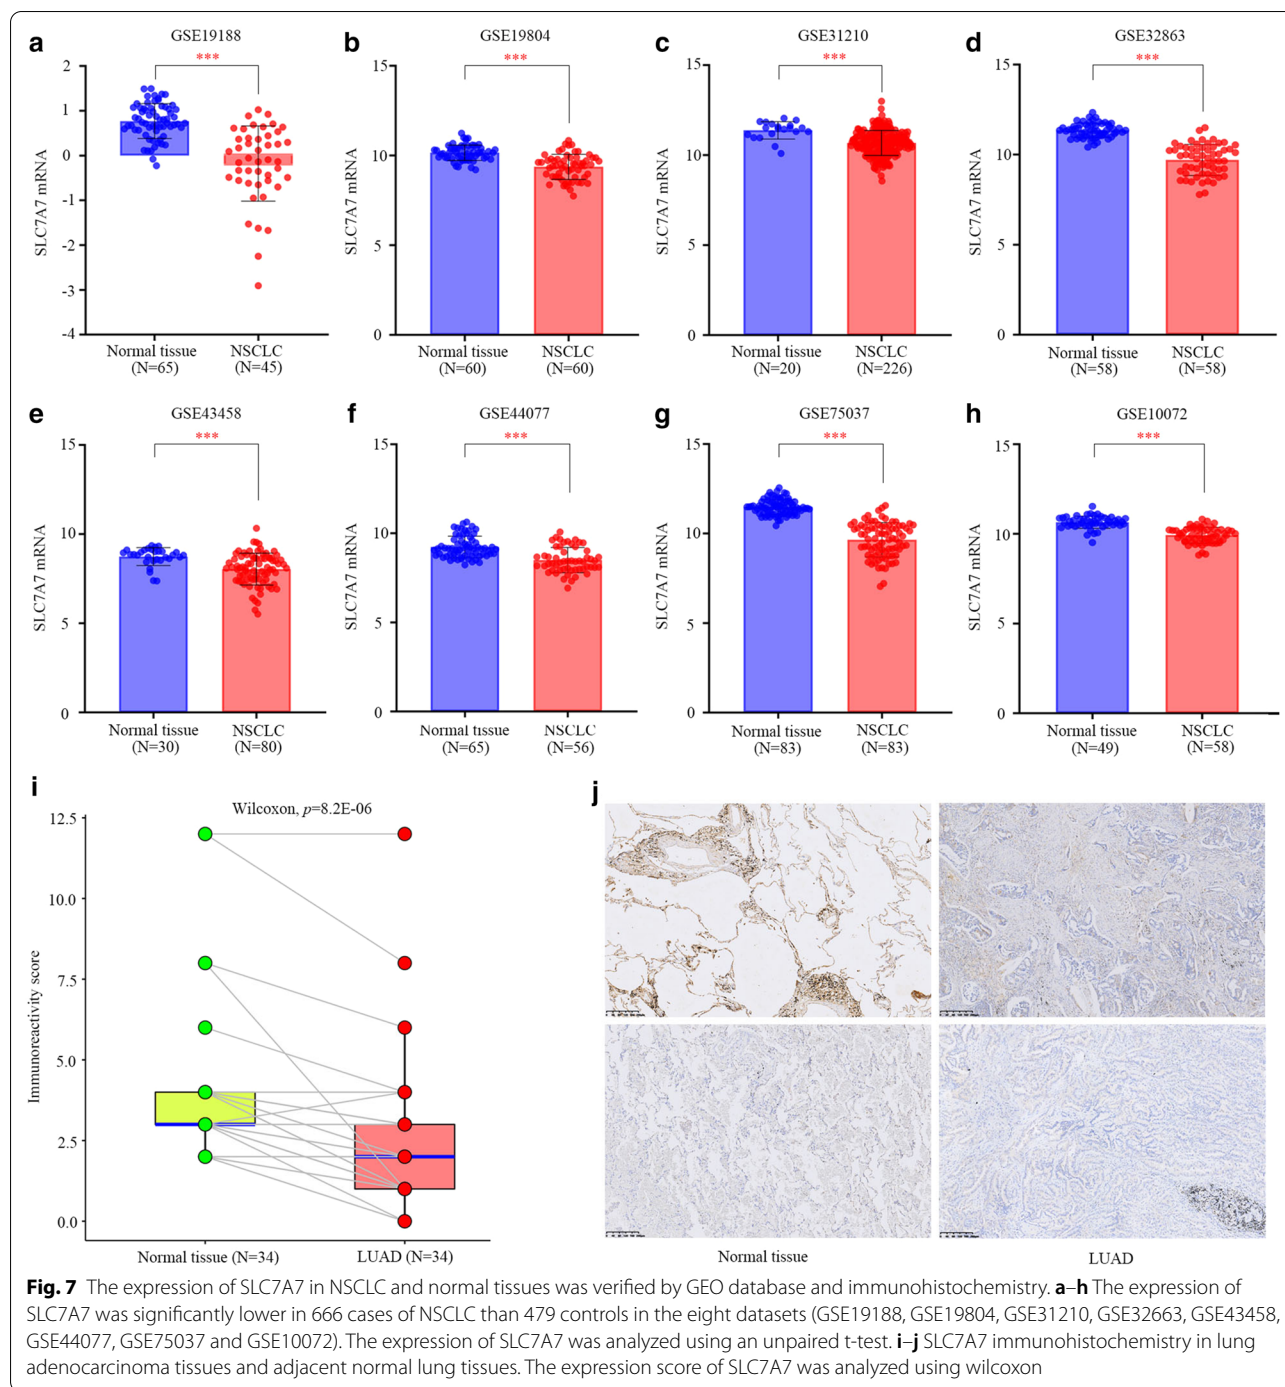 a
GSE19188
***
SLC7A7 mRNA
2
1
0
-1
-2
-3
-4
Normal tissue
(N=65)
NSCLC
(N=45)
b
GSE19804
***
SLC7A7 mRNA
15
10
5
0
Normal tissue
(N=60)
NSCLC
(N=60)
c
GSE31210
***
SLC7A7 mRNA
15
10
5
0
Normal tissue
(N=20)
NSCLC
(N=226)
d
GSE32863
***
SLC7A7 mRNA
15
10
5
0
Normal tissue
(N=58)
NSCLC
(N=58)
e
GSE43458
***
SLC7A7 mRNA
15
10
5
0
Normal tissue
(N=30)
NSCLC
(N=80)
f
GSE44077
***
SLC7A7 mRNA
15
10
5
0
Normal tissue
(N=65)
NSCLC
(N=56)
g
GSE75037
***
SLC7A7 mRNA
15
10
5
0
Normal tissue
(N=83)
NSCLC
(N=83)
h
GSE10072
***
SLC7A7 mRNA
15
10
5
0
Normal tissue
(N=49)
NSCLC
(N=58)
i
Wilcoxon, p=8.2E-06
Immunoreactivity score
12.5
10.0
7.5
5.0
2.5
0.0
Normal tissue (N=34)
LUAD (N=34)
j
Normal tissue
LUAD
Fig. 7 The expression of SLC7A7 in NSCLC and normal tissues was verified by GEO database and immunohistochemistry. a–h The expression of
SLC7A7 was significantly lower in 666 cases of NSCLC than 479 controls in the eight datasets (GSE19188, GSE19804, GSE31210, GSE32663, GSE43458,
GSE44077, GSE75037 and GSE10072). The expression of SLC7A7 was analyzed using an unpaired t-test. i–j SLC7A7 immunohistochemistry in lung
adenocarcinoma tissues and adjacent normal lung tissues. The expression score of SLC7A7 was analyzed using wilcoxon